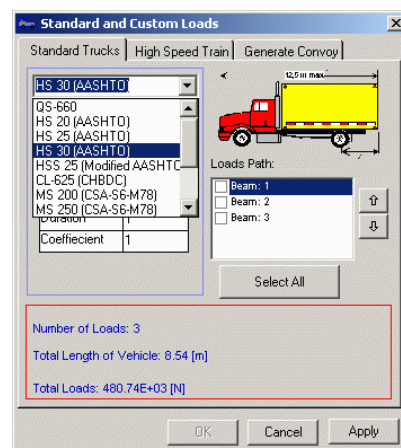 Standard and Custom Loads
Standard Trucks
High Speed Train
Generate Convoy
HS 30 (AASHTO)
QS-660
HS 20 (AASHTO)
HS 25 (AASHTO)
HS 30 (AASHTO)
HSS 25 (Modified AASHTC
CL-625 (CHBDC)
MS 200 (CSA-S6-M78)
MS 250 (CSA-S6-M78)
Duration 1
Coeffiecient 1
12,5 m max
Loads Path:
Beam: 1
Beam: 2
Beam: 3
Select All
Number of Loads: 3
Total Length of Vehicle: 8.54 [m]
Total Loads: 480.74E+03 [N]
OK
Cancel
Apply